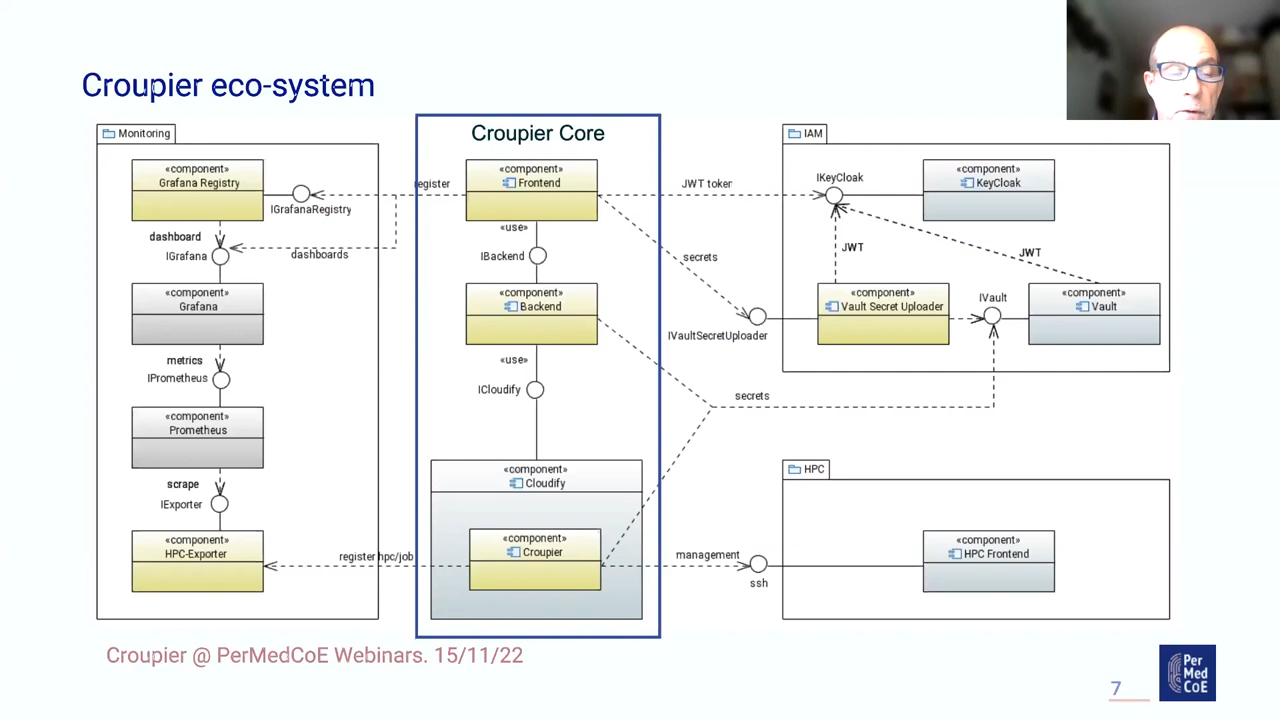 Croupier eco-system
Monitoring
«component»
Grafana Registry
IGrafanaRegistry
dashboard
IGrafana
dashboards
«component»
Grafana
metrics
IPrometheus
«component»
Prometheus
scrape
IExporter
«component»
HPC-Exporter
register
register hpc/job
Croupier Core
«component»
Frontend
«use»
IBackend
«component»
Backend
«use»
ICloudify
«component»
Cloudify
«component»
Croupier
JWT token
secrets
IVaultSecretUploader
secrets
management
ssh
IAM
IKeyCloak
«component»
KeyCloak
JWT
JWT
«component»
Vault Secret Uploader
IVault
«component»
Vault
HPC
«component»
HPC Frontend
Croupier @ PerMedCoE Webinars. 15/11/22
7
Per
Med
CoE